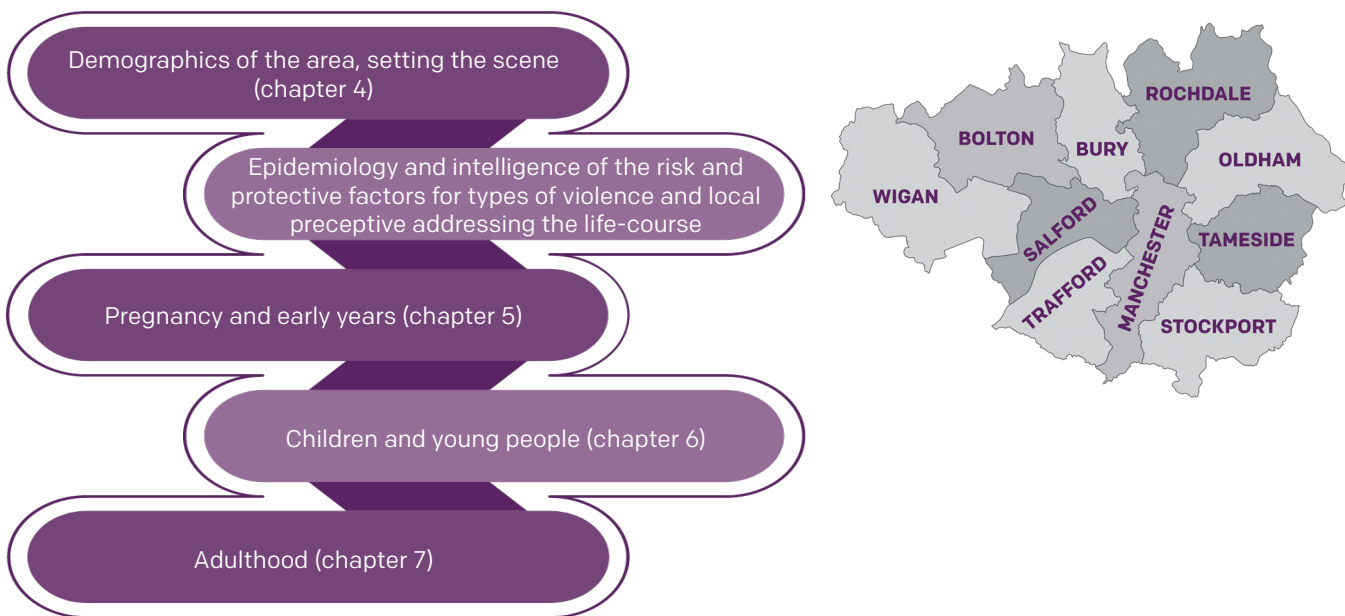 Demographics of the area, setting the scene
(chapter 4)
Epidemiology and intelligence of the risk and
protective factors for types of violence and local
preceptive addressing the life-course
Pregnancy and early years (chapter 5)
Children and young people (chapter 6)
Adulthood (chapter 7)
ROCHDALE
BOLTON
BURY
OLDHAM
WIGAN
SALFORD
TAMESIDE
TRAFFORD
MANCHESTER
STOCKPORT